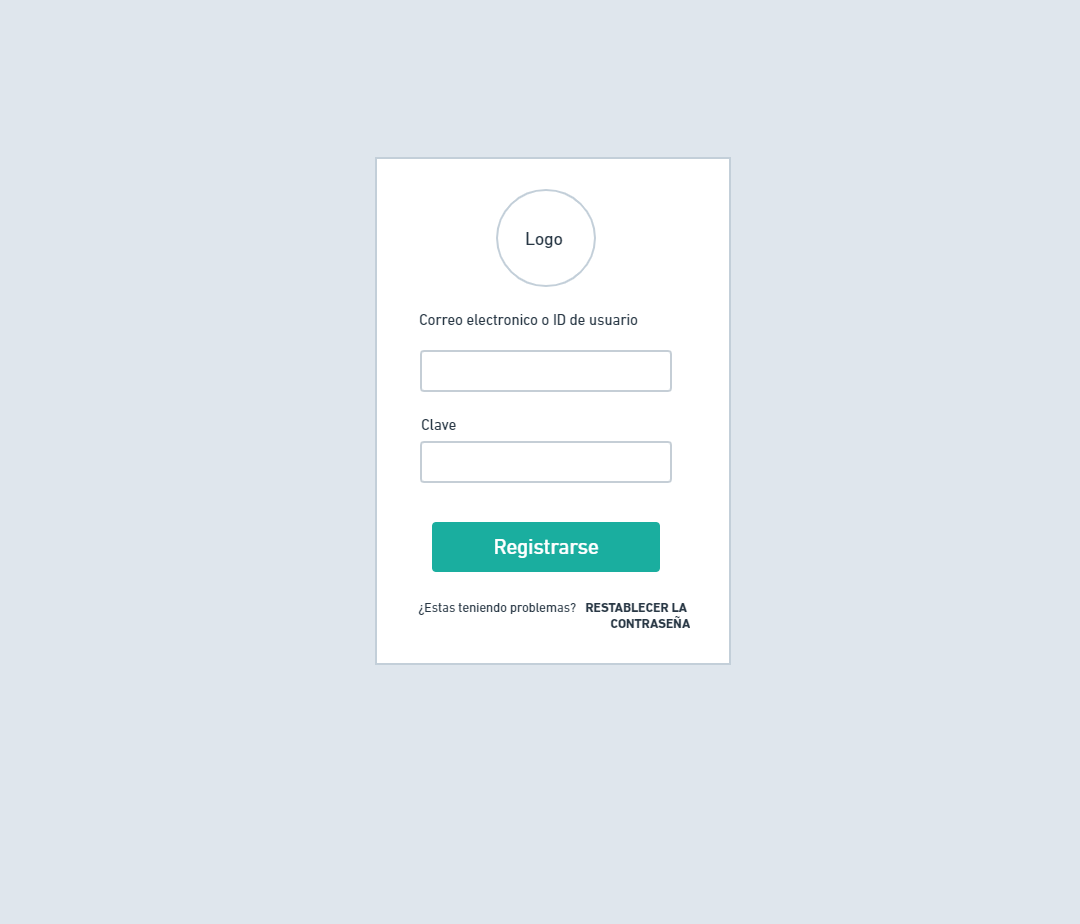 Logo
Correo electronico o ID de usuario
Clave
Registrarse
¿Estas teniendo problemas? RESTABLECER LA
CONTRASEÑA